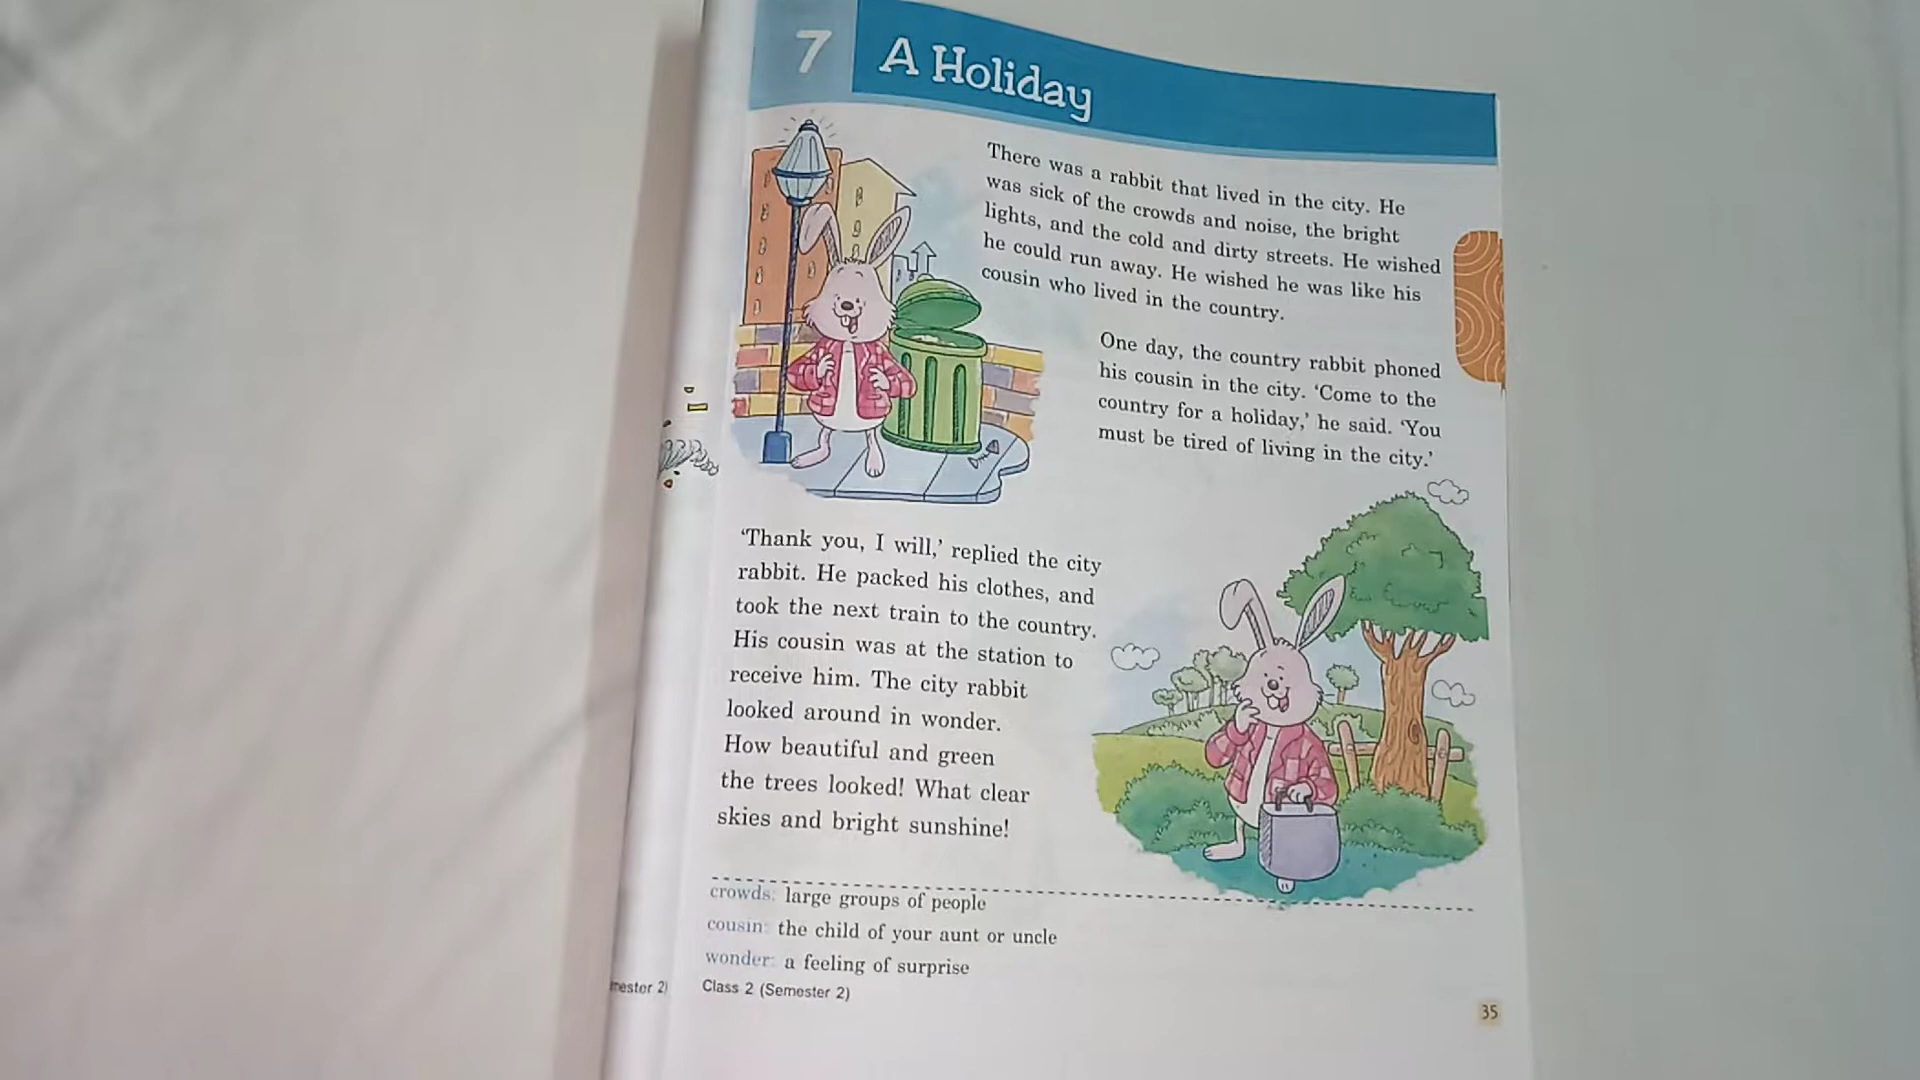 7
A Holiday
There was a rabbit that lived in the city. He
was sick of the crowds and noise, the bright
lights, and the cold and dirty streets. He wished
he could run away. He wished he was like his
cousin who lived in the country.
One day, the country rabbit phoned
his cousin in the city. ‘Come to the
country for a holiday,’ he said. ‘You
must be tired of living in the city.’
‘Thank you, I will,’ replied the city
rabbit. He packed his clothes, and
took the next train to the country.
His cousin was at the station to
receive him. The city rabbit
looked around in wonder.
How beautiful and green
the trees looked! What clear
skies and bright sunshine!
crowds: large groups of people
cousin: the child of your aunt or uncle
wonder: a feeling of surprise
Class 2 (Semester 2)
35